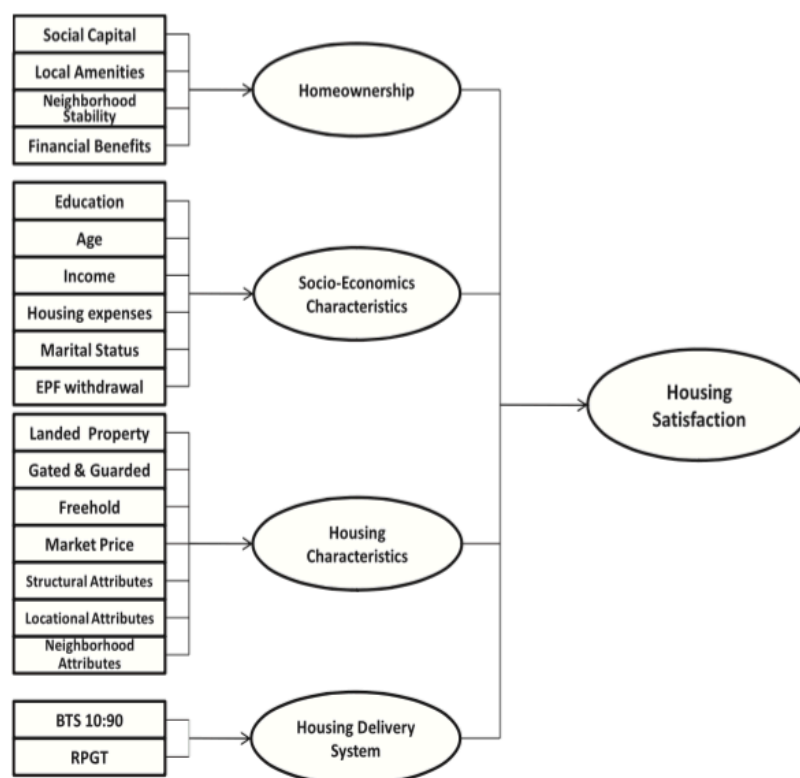 Social Capital
Local Amenities
Neighborhood
Stability
Financial Benefits
Homeownership
Education
Age
Income
Housing expenses
Marital Status
EPF withdrawal
Socio-Economics
Characteristics
Landed Property
Gated & Guarded
Freehold
Market Price
Structural Attributes
Locational Attributes
Neighborhood
Attributes
Housing
Characteristics
BTS 10:90
RPGT
Housing Delivery
System
Housing
Satisfaction